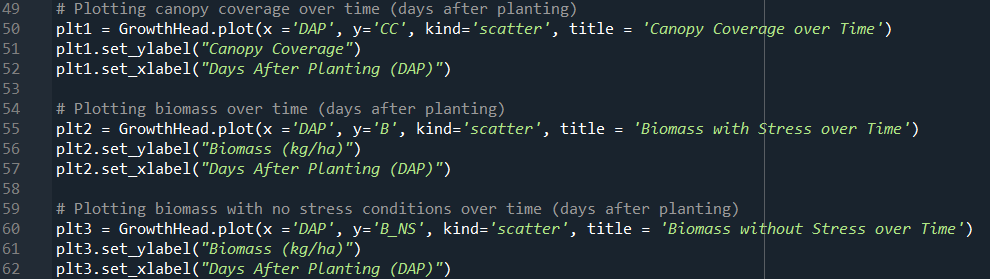 49 # Plotting canopy coverage over time (days after planting)
50 plt1 = GrowthHead.plot(x ='DAP', y='CC', kind='scatter', title = 'Canopy Coverage over Time')
51 plt1.set_ylabel("Canopy Coverage")
52 plt1.set_xlabel("Days After Planting (DAP)")
53
54 # Plotting biomass over time (days after planting)
55 plt2 = GrowthHead.plot(x ='DAP', y='B', kind='scatter', title = 'Biomass with Stress over Time')
56 plt2.set_ylabel("Biomass (kg/ha)")
57 plt2.set_xlabel("Days After Planting (DAP)")
58
59 # Plotting biomass with no stress conditions over time (days after planting)
60 plt3 = GrowthHead.plot(x ='DAP', y='B_NS', kind='scatter', title = 'Biomass without Stress over Time')
61 plt3.set_ylabel("Biomass (kg/ha)")
62 plt3.set_xlabel("Days After Planting (DAP)")